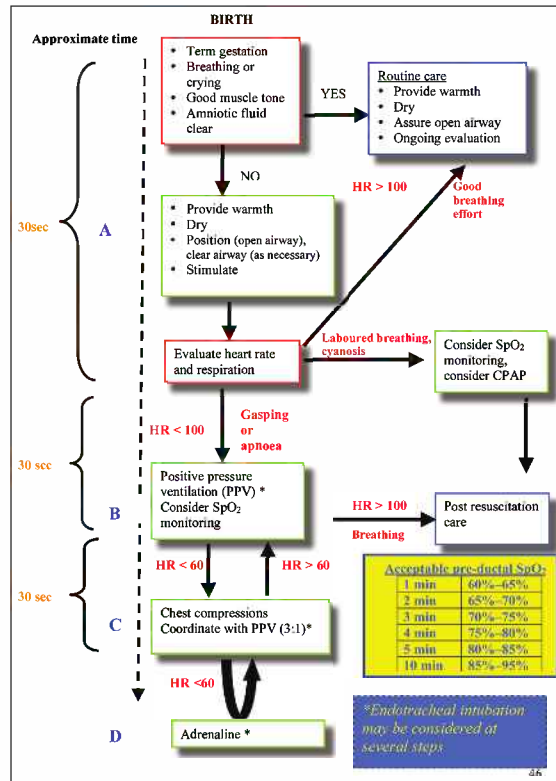 BIRTH
Approximate time
• Term gestation
• Breathing or
crying
• Good muscle tone
• Amniotic fluid
clear
YES
Routine care
• Provide warmth
• Dry
• Assure open airway
• Ongoing evaluation
NO
HR > 100
Good
breathing
effort
30sec
A
• Provide warmth
• Dry
• Position (open airway),
clear airway (as necessary)
• Stimulate
Evaluate heart rate
and respiration
Laboured breathing,
cyanosis
Consider SpO₂
monitoring,
consider CPAP
HR < 100
Gasping
or
apnoea
30 sec
B
Positive pressure
ventilation (PPV) *
Consider SpO₂
monitoring
HR > 100
Breathing
Post resuscitation
care
HR < 60
HR > 60
30 sec
C
Chest compressions
Coordinate with PPV (3:1)*
Acceptable pre-ductal SpO₂
1 min 60%–65%
2 min 65%–70%
3 min 70%–75%
4 min 75%–80%
5 min 80%–85%
10 min 85%–95%
HR <60
D
Adrenaline *
*Endotracheal intubation
may be considered at
several steps
46